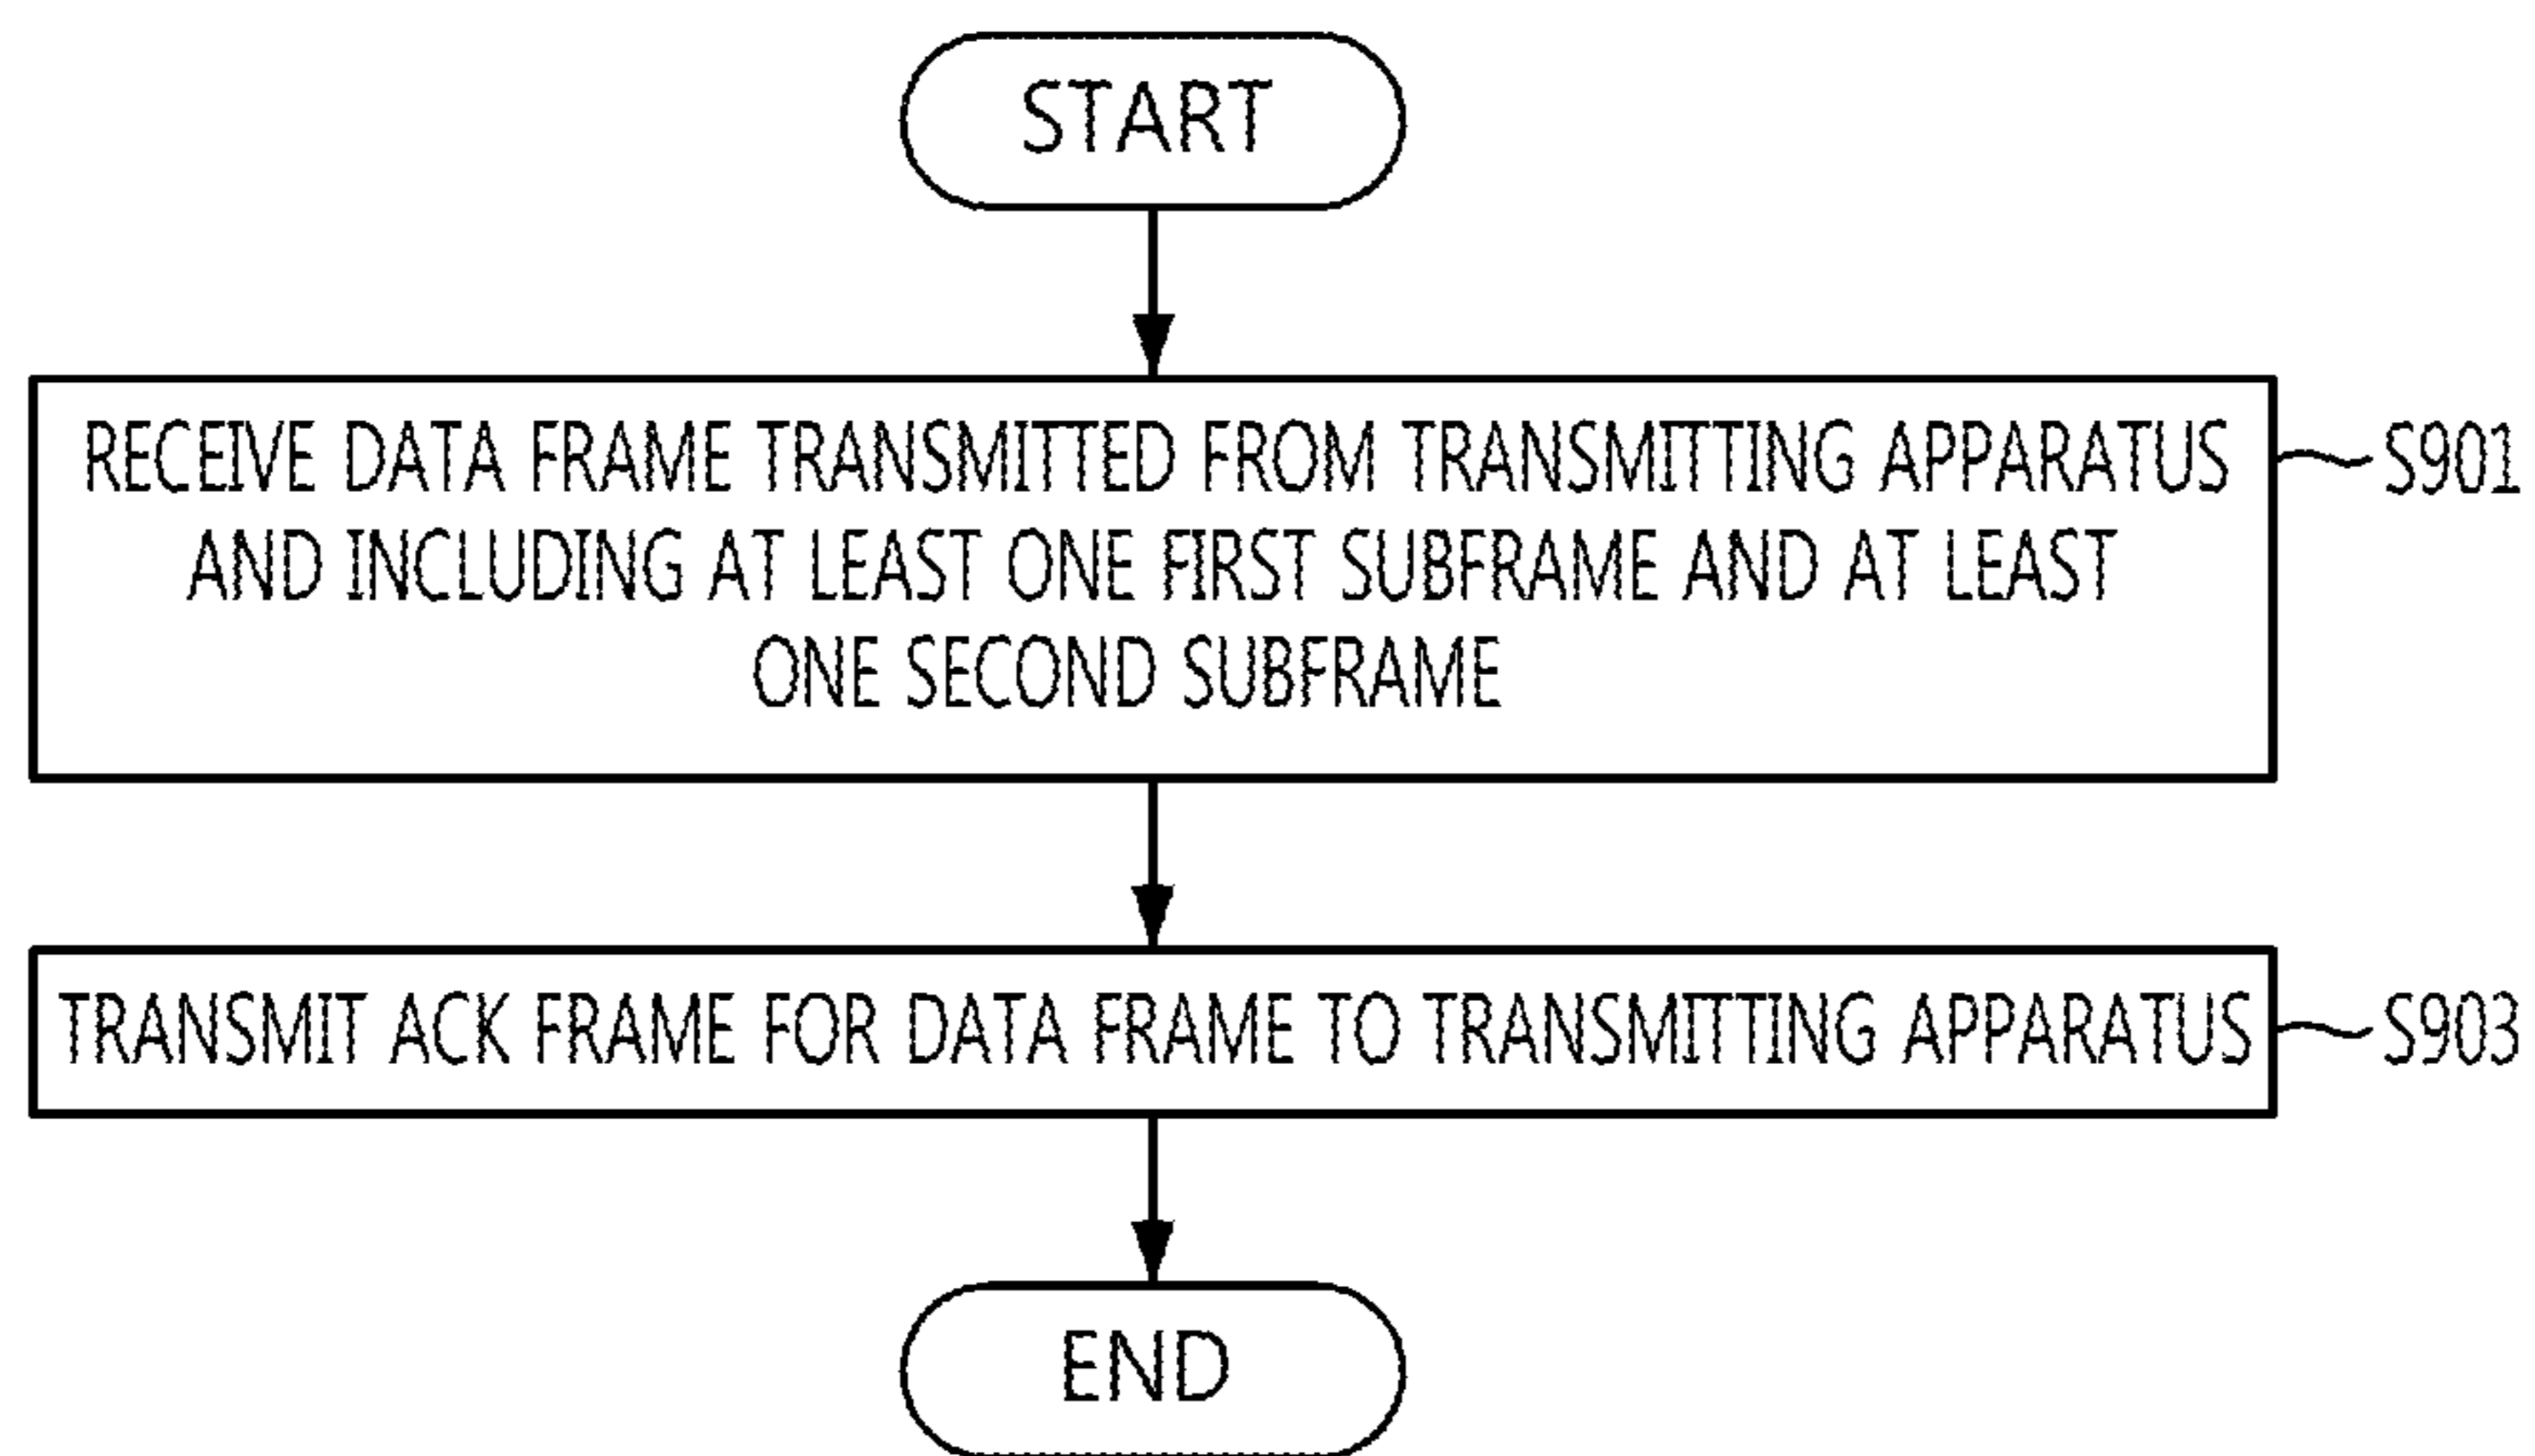 START
RECEIVE DATA FRAME TRANSMITTED FROM TRANSMITTING APPARATUS
AND INCLUDING AT LEAST ONE FIRST SUBFRAME AND AT LEAST
ONE SECOND SUBFRAME
S901
TRANSMIT ACK FRAME FOR DATA FRAME TO TRANSMITTING APPARATUS
S903
END